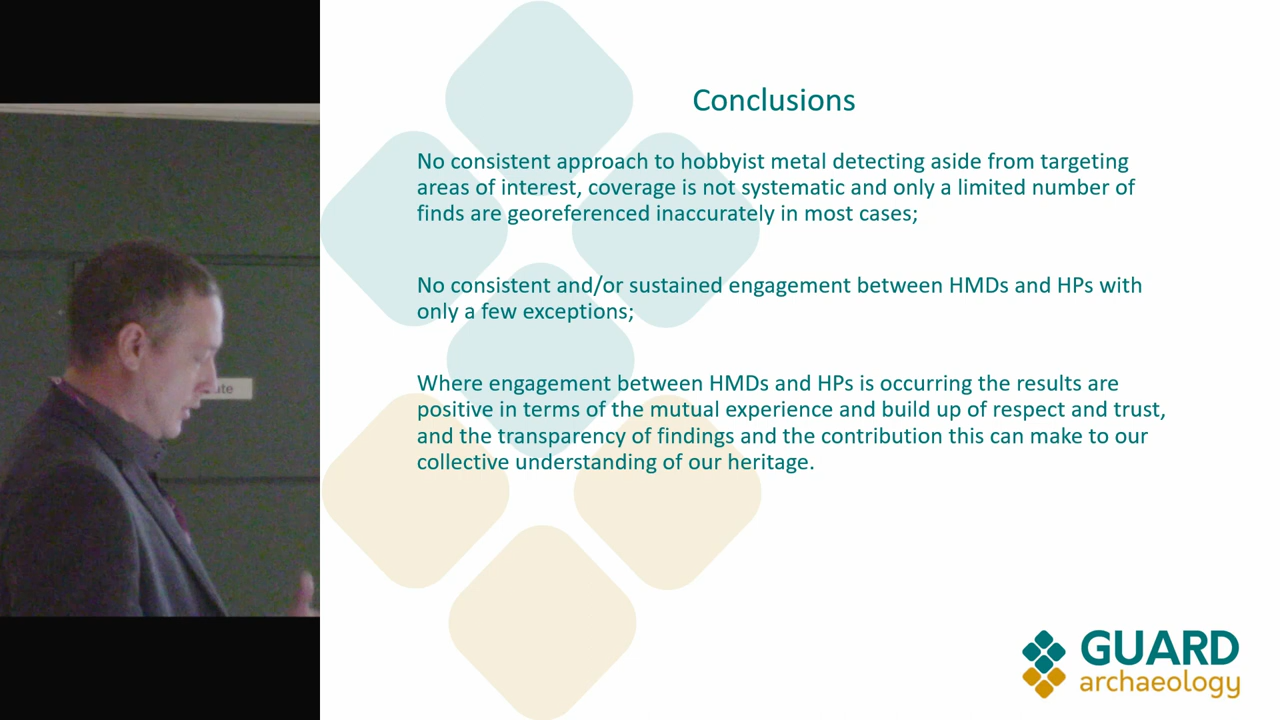 Conclusions
No consistent approach to hobbyist metal detecting aside from targeting
areas of interest, coverage is not systematic and only a limited number of
finds are georeferenced inaccurately in most cases;
No consistent and/or sustained engagement between HMDs and HPs with
only a few exceptions;
Where engagement between HMDs and HPs is occurring the results are
positive in terms of the mutual experience and build up of respect and trust,
and the transparency of findings and the contribution this can make to our
collective understanding of our heritage.
GUARD
archaeology